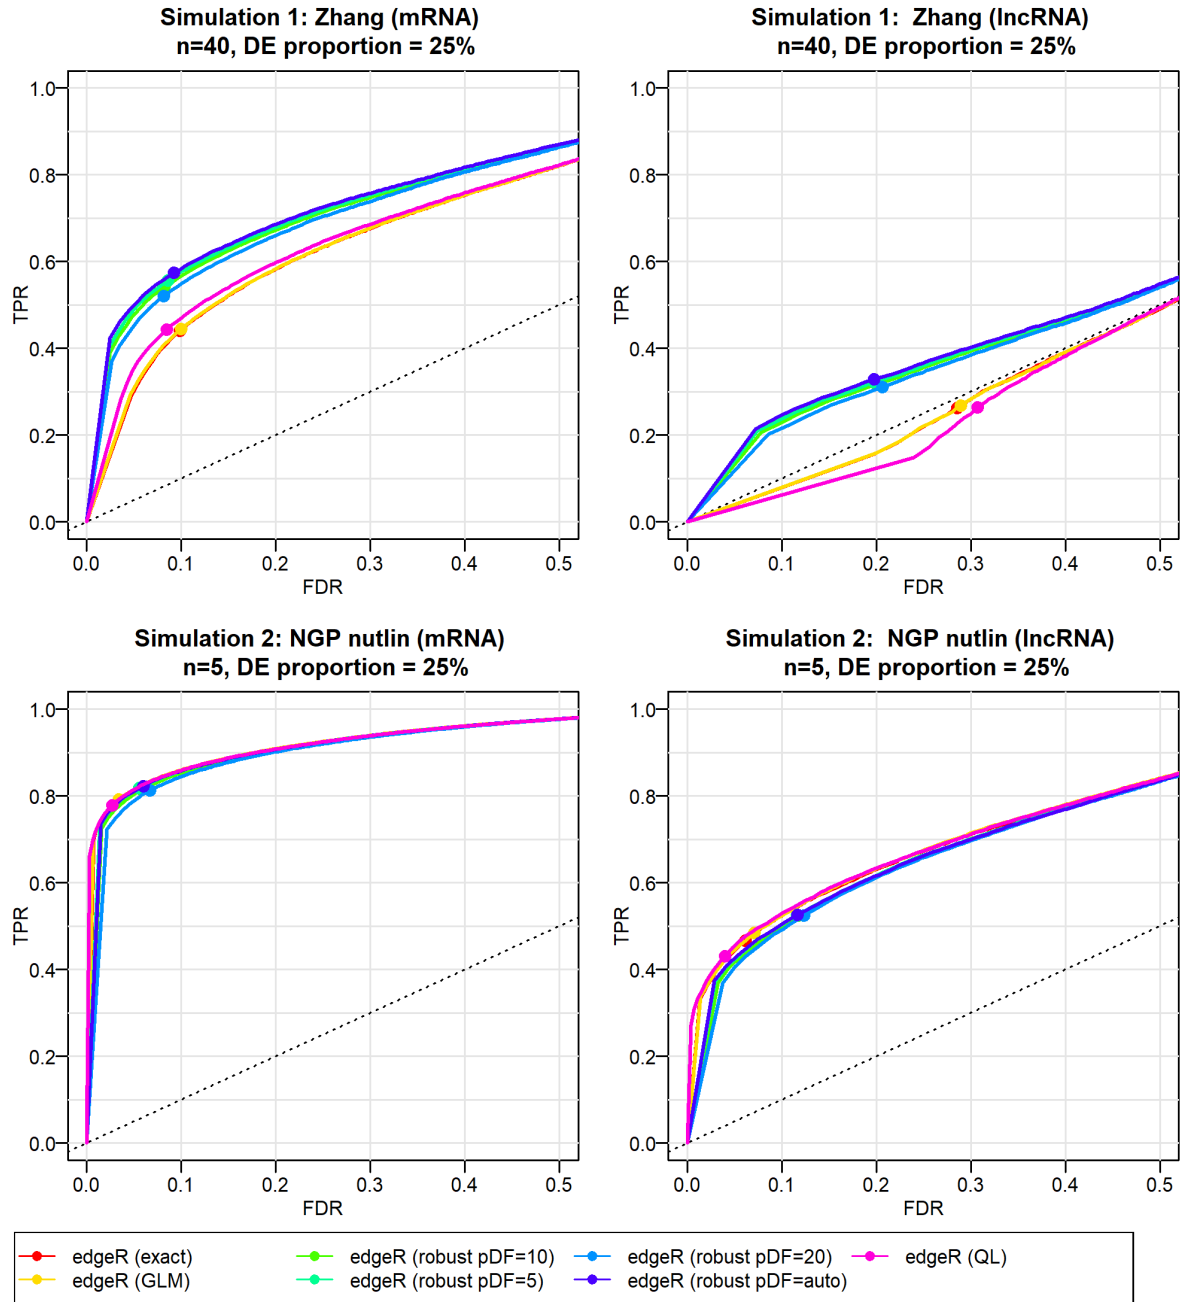 Simulation 1: Zhang (mRNA)
n=40, DE proportion = 25%
1.0
0.8
0.6
0.4
0.2
0.0
TPR
0.0 0.1 0.2 0.3 0.4 0.5
FDR
Simulation 1: Zhang (lncRNA)
n=40, DE proportion = 25%
1.0
0.8
0.6
0.4
0.2
0.0
TPR
0.0 0.1 0.2 0.3 0.4 0.5
FDR
Simulation 2: NGP nutlin (mRNA)
n=5, DE proportion = 25%
1.0
0.8
0.6
0.4
0.2
0.0
TPR
0.0 0.1 0.2 0.3 0.4 0.5
FDR
Simulation 2: NGP nutlin (lncRNA)
n=5, DE proportion = 25%
1.0
0.8
0.6
0.4
0.2
0.0
TPR
0.0 0.1 0.2 0.3 0.4 0.5
FDR
edgeR (exact) edgeR (robust pDF=10) edgeR (robust pDF=20) edgeR (QL)
edgeR (GLM) edgeR (robust pDF=5) edgeR (robust pDF=auto)